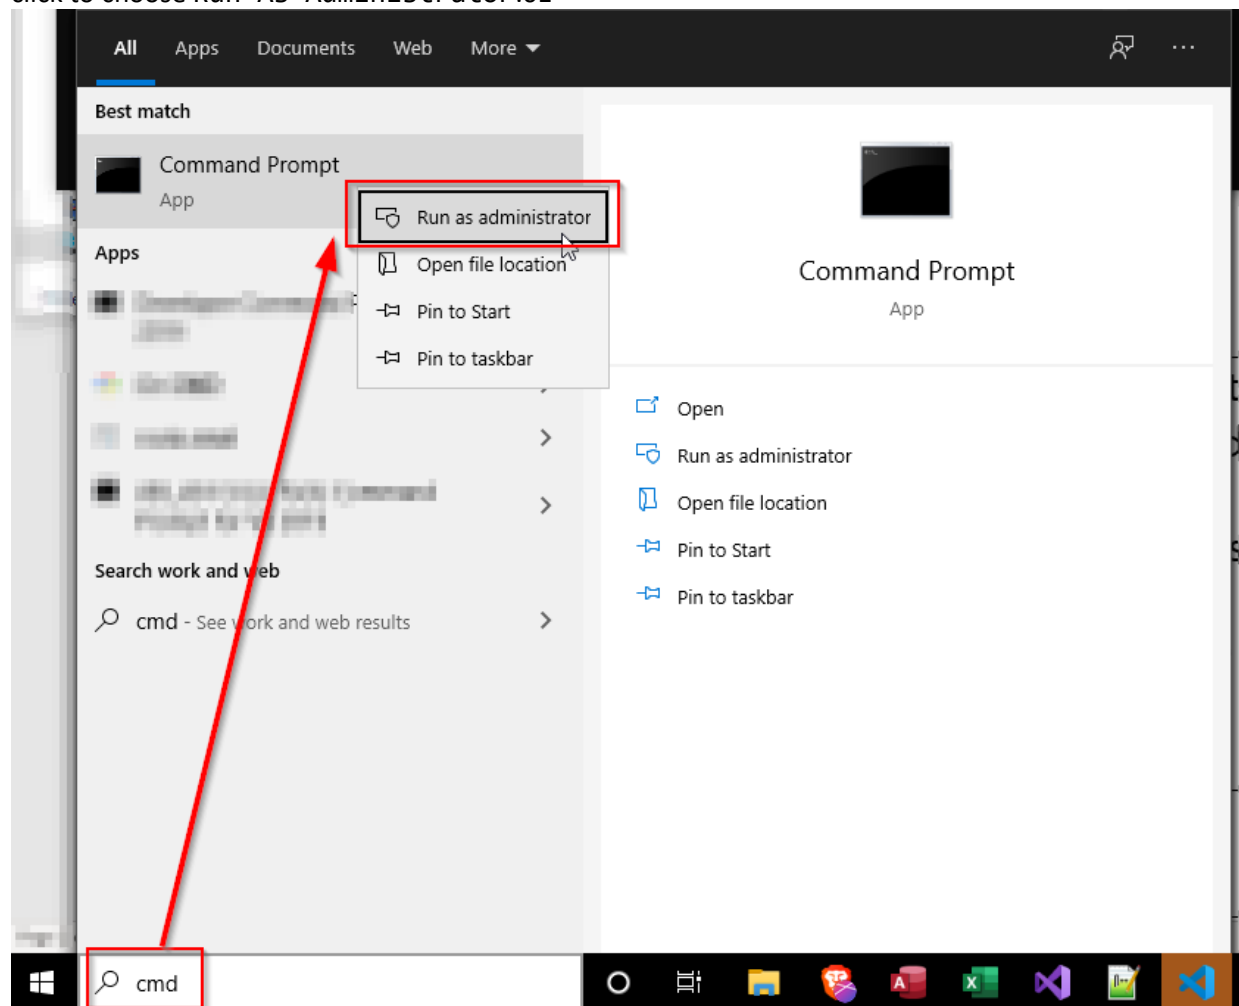 All Apps Documents Web More
Best match
Command Prompt
App
Run as administrator
Open file location
Pin to Start
Pin to taskbar
Apps
Search work and web
cmd - See work and web results
Command Prompt
App
Open
Run as administrator
Open file location
Pin to Start
Pin to taskbar
cmd